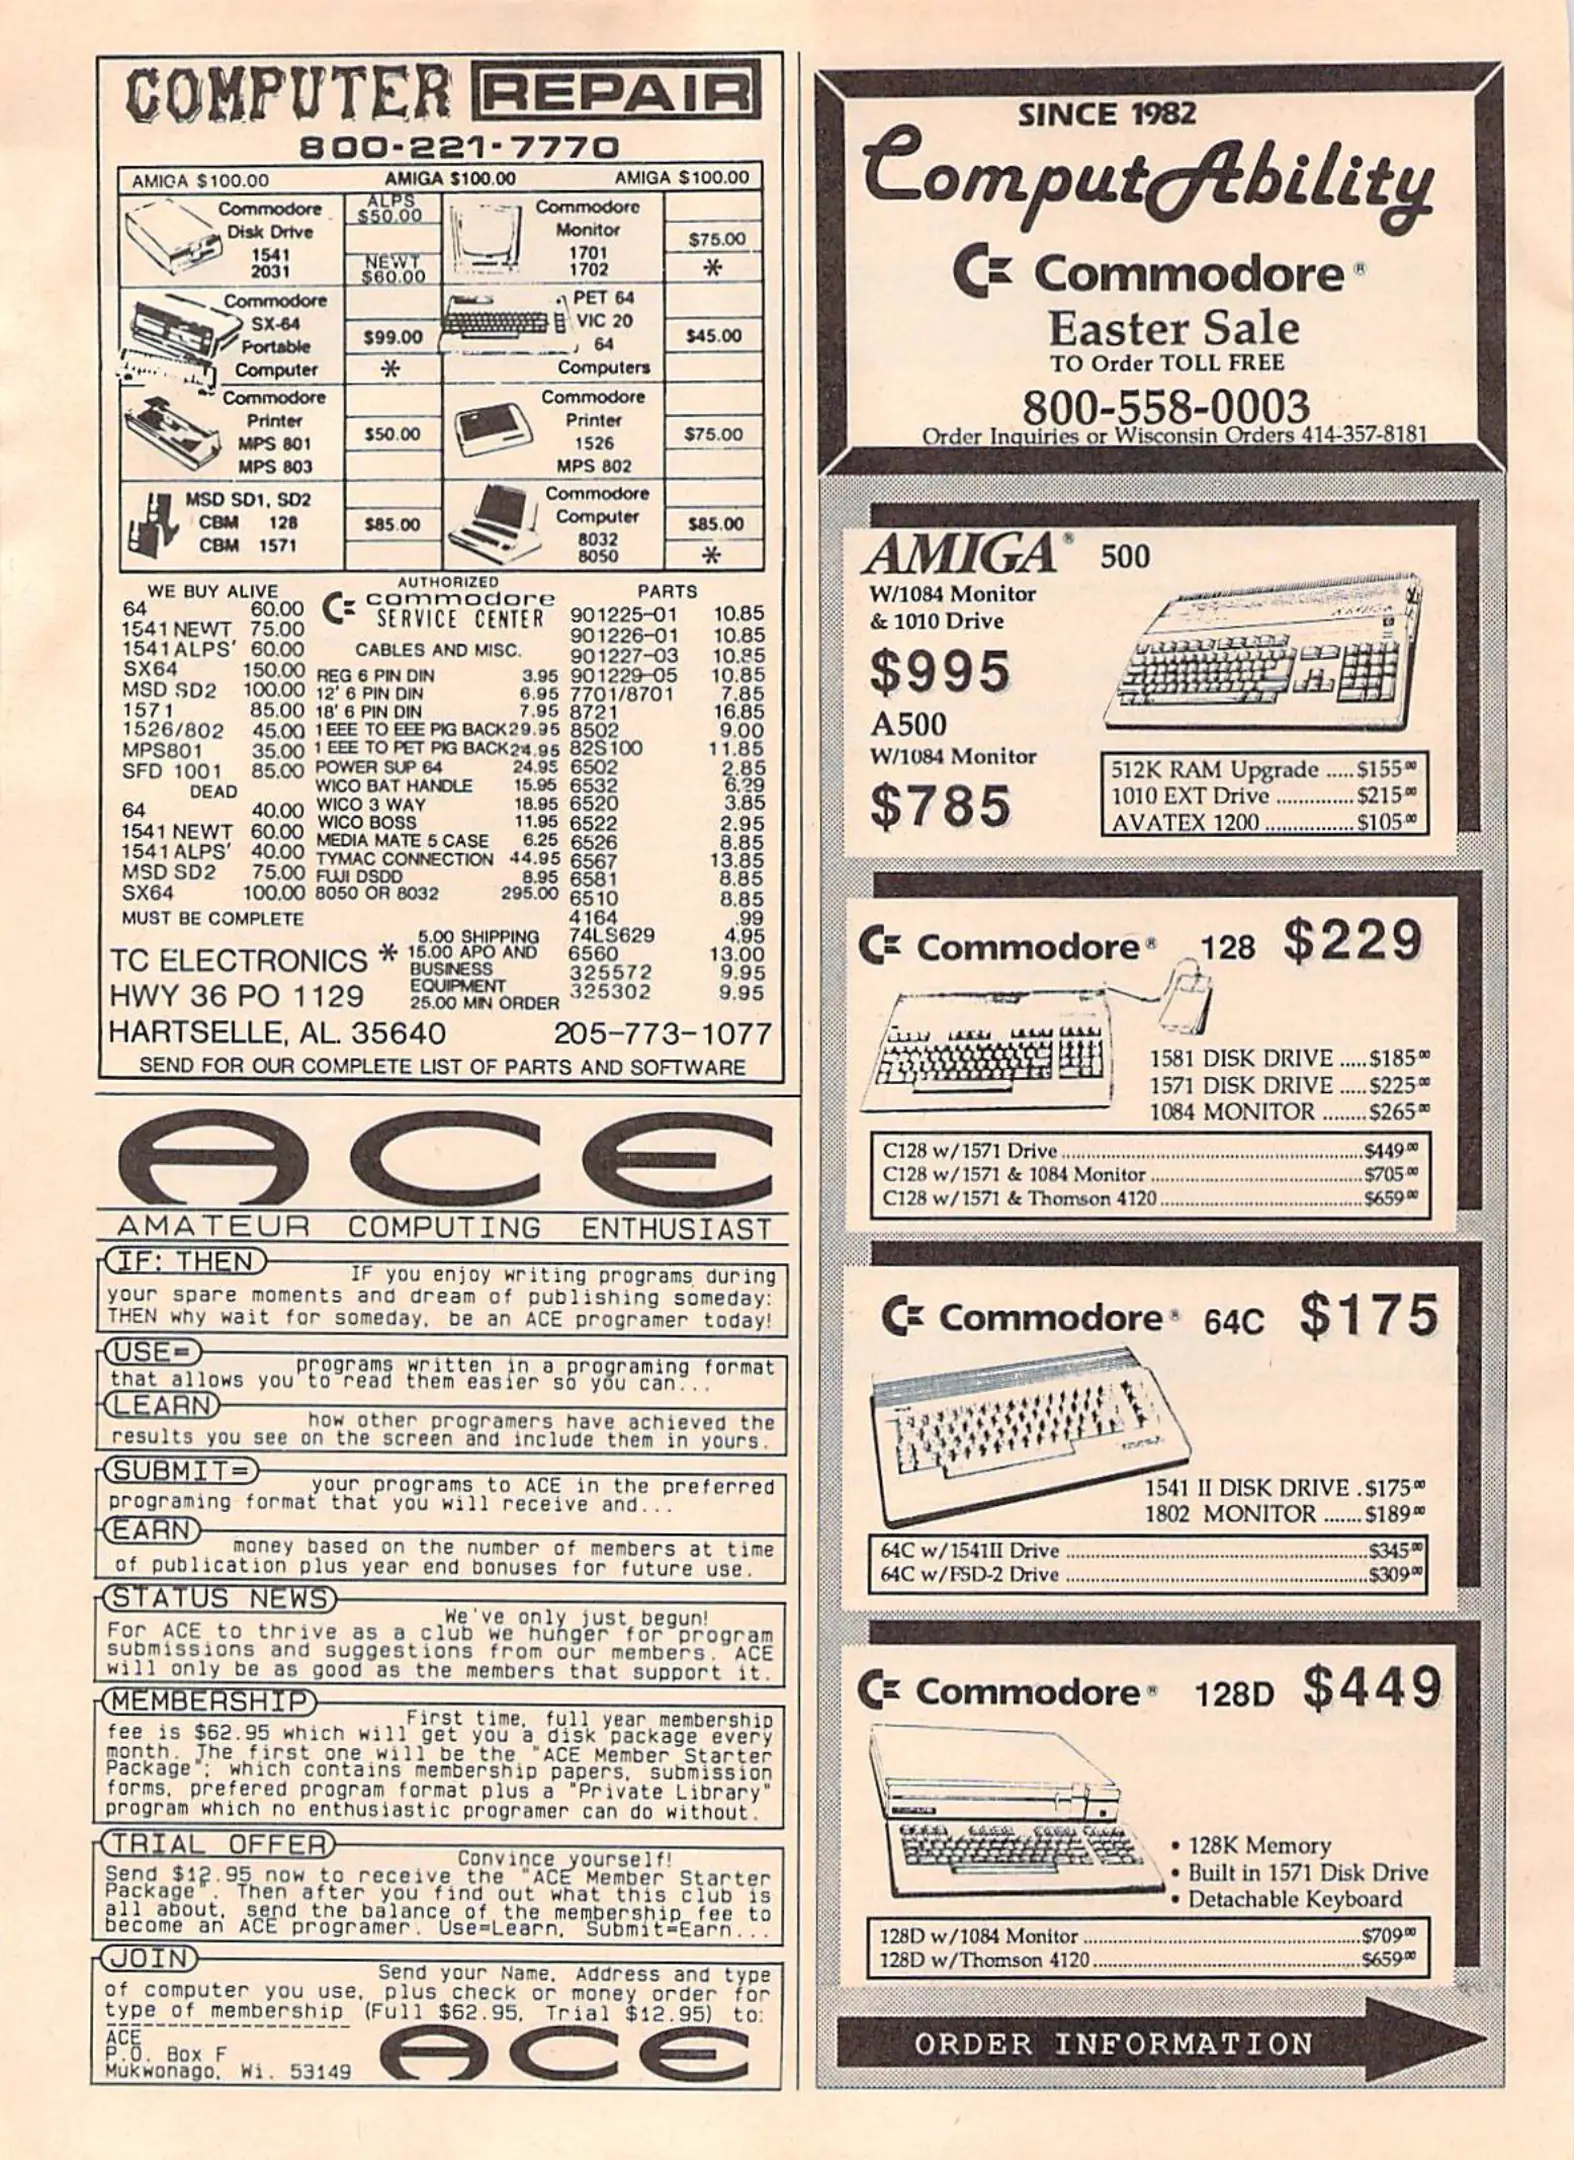 COMPUTER REPAIR
800-221-7770
AMIGA $100.00 AMIGA $100.00 AMIGA $100.00
Commodore
Disk Drive
1541
2031
ALPS
$50.00
NEWT
$60.00
Commodore
Monitor
1701
1702
$75.00
*
Commodore
SX-64
Portable
Computer
$99.00
*
PET 64
VIC 20
64
Computers
$45.00
Commodore
Printer
MPS 801
MPS 803
$50.00
Commodore
Printer
1526
MPS 802
$75.00
MSD SD1, SD2
CBM 128
CBM 1571
$85.00
Commodore
Computer
8032
8050
$85.00
*
WE BUY ALIVE
64 60.00
1541 NEWT 75.00
1541 ALPS' 60.00
SX64 150.00
MSD SD2 100.00
1571 85.00
1526/802 45.00
MPS801 35.00
SFD 1001 85.00
DEAD
64 40.00
1541 NEWT 60.00
1541 ALPS' 40.00
MSD SD2 75.00
SX64 100.00
MUST BE COMPLETE
AUTHORIZED
commodore
SERVICE CENTER
CABLES AND MISC.
REG 6 PIN DIN 3.95
12' 6 PIN DIN 6.95
18' 6 PIN DIN 7.95
1 EEE TO EEE PIG BACK 29.95
1 EEE TO PET PIG BACK 24.95
POWER SUP 64 24.95
WICO BAT HANDLE 15.95
WICO 3 WAY 18.95
WICO BOSS 11.95
MEDIA MATE 5 CASE 6.25
TYMAC CONNECTION 44.95
FUJI DSDD 8.95
8050 OR 8032 295.00
PARTS
901225-01 10.85
901226-01 10.85
901227-03 10.85
901229-05 10.85
7701/8701 7.85
8721 16.85
8502 9.00
82S100 11.85
6502 2.85
6532 6.29
6520 3.85
6522 2.95
6526 8.85
6567 13.85
6581 8.85
6510 8.85
4164 .99
74LS629 4.95
6560 13.00
325572 9.95
325302 9.95
* 5.00 SHIPPING
15.00 APO AND
BUSINESS
EQUIPMENT
25.00 MIN ORDER
TC ELECTRONICS
HWY 36 PO 1129
HARTSELLE, AL. 35640 205-773-1077
SEND FOR OUR COMPLETE LIST OF PARTS AND SOFTWARE
ACE
AMATEUR COMPUTING ENTHUSIAST
IF: THEN
IF you enjoy writing programs during
your spare moments and dream of publishing someday:
THEN why wait for someday, be an ACE programer today!
USE=
programs written in a programing format
that allows you to read them easier so you can...
LEARN
how other programers have achieved the
results you see on the screen and include them in yours.
SUBMIT=
your programs to ACE in the preferred
programing format that you will receive and...
EARN
money based on the number of members at time
of publication plus year end bonuses for future use.
STATUS NEWS
We've only just begun!
For ACE to thrive as a club we hunger for program
submissions and suggestions from our members. ACE
will only be as good as the members that support it.
MEMBERSHIP
First time, full year membership
fee is $62.95 which will get you a disk package every
month. The first one will be the "ACE Member Starter
Package"; which contains membership papers, submission
forms, prefered program format plus a "Private Library"
program which no enthusiastic programer can do without.
TRIAL OFFER
Convince yourself!
Send $12.95 now to receive the "ACE Member Starter
Package". Then after you find out what this club is
all about, send the balance of the membership fee to
become an ACE programer. Use=Learn, Submit=Earn...
JOIN
Send your Name, Address and type
of computer you use, plus check or money order for
type of membership (Full $62.95, Trial $12.95) to:
ACE
P.O. Box F
Mukwonago, Wi. 53149
ACE
SINCE 1982
ComputAbility
Commodore®
Easter Sale
TO Order TOLL FREE
800-558-0003
Order Inquiries or Wisconsin Orders 414-357-8181
AMIGA® 500
W/1084 Monitor
& 1010 Drive
$995
A500
W/1084 Monitor
$785
512K RAM Upgrade .....$155.00
1010 EXT Drive ...............$215.00
AVATEX 1200 .................$105.00
Commodore® 128 $229
1581 DISK DRIVE .....$185.00
1571 DISK DRIVE .....$225.00
1084 MONITOR ........$265.00
C128 w/1571 Drive ..........$449.00
C128 w/1571 & 1084 Monitor ..........$705.00
C128 w/1571 & Thomson 4120 ..........$659.00
Commodore® 64C $175
1541 II DISK DRIVE .$175.00
1802 MONITOR .......$189.00
64C w/1541II Drive ..........$345.00
64C w/FSD-2 Drive ..........$309.00
Commodore® 128D $449
• 128K Memory
• Built in 1571 Disk Drive
• Detachable Keyboard
128D w/1084 Monitor ..........$709.00
128D w/Thomson 4120 ..........$659.00
ORDER INFORMATION